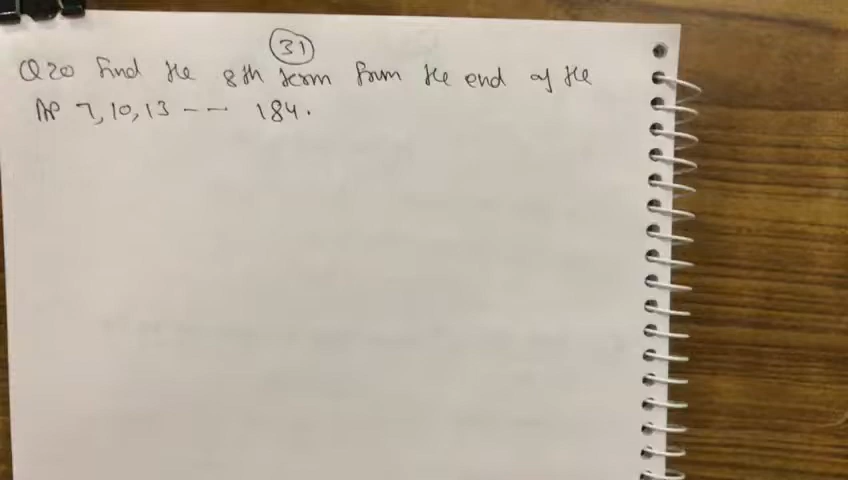 31
Q20 Find the 8th term from the end of the
AP 7, 10, 13 --- 184.